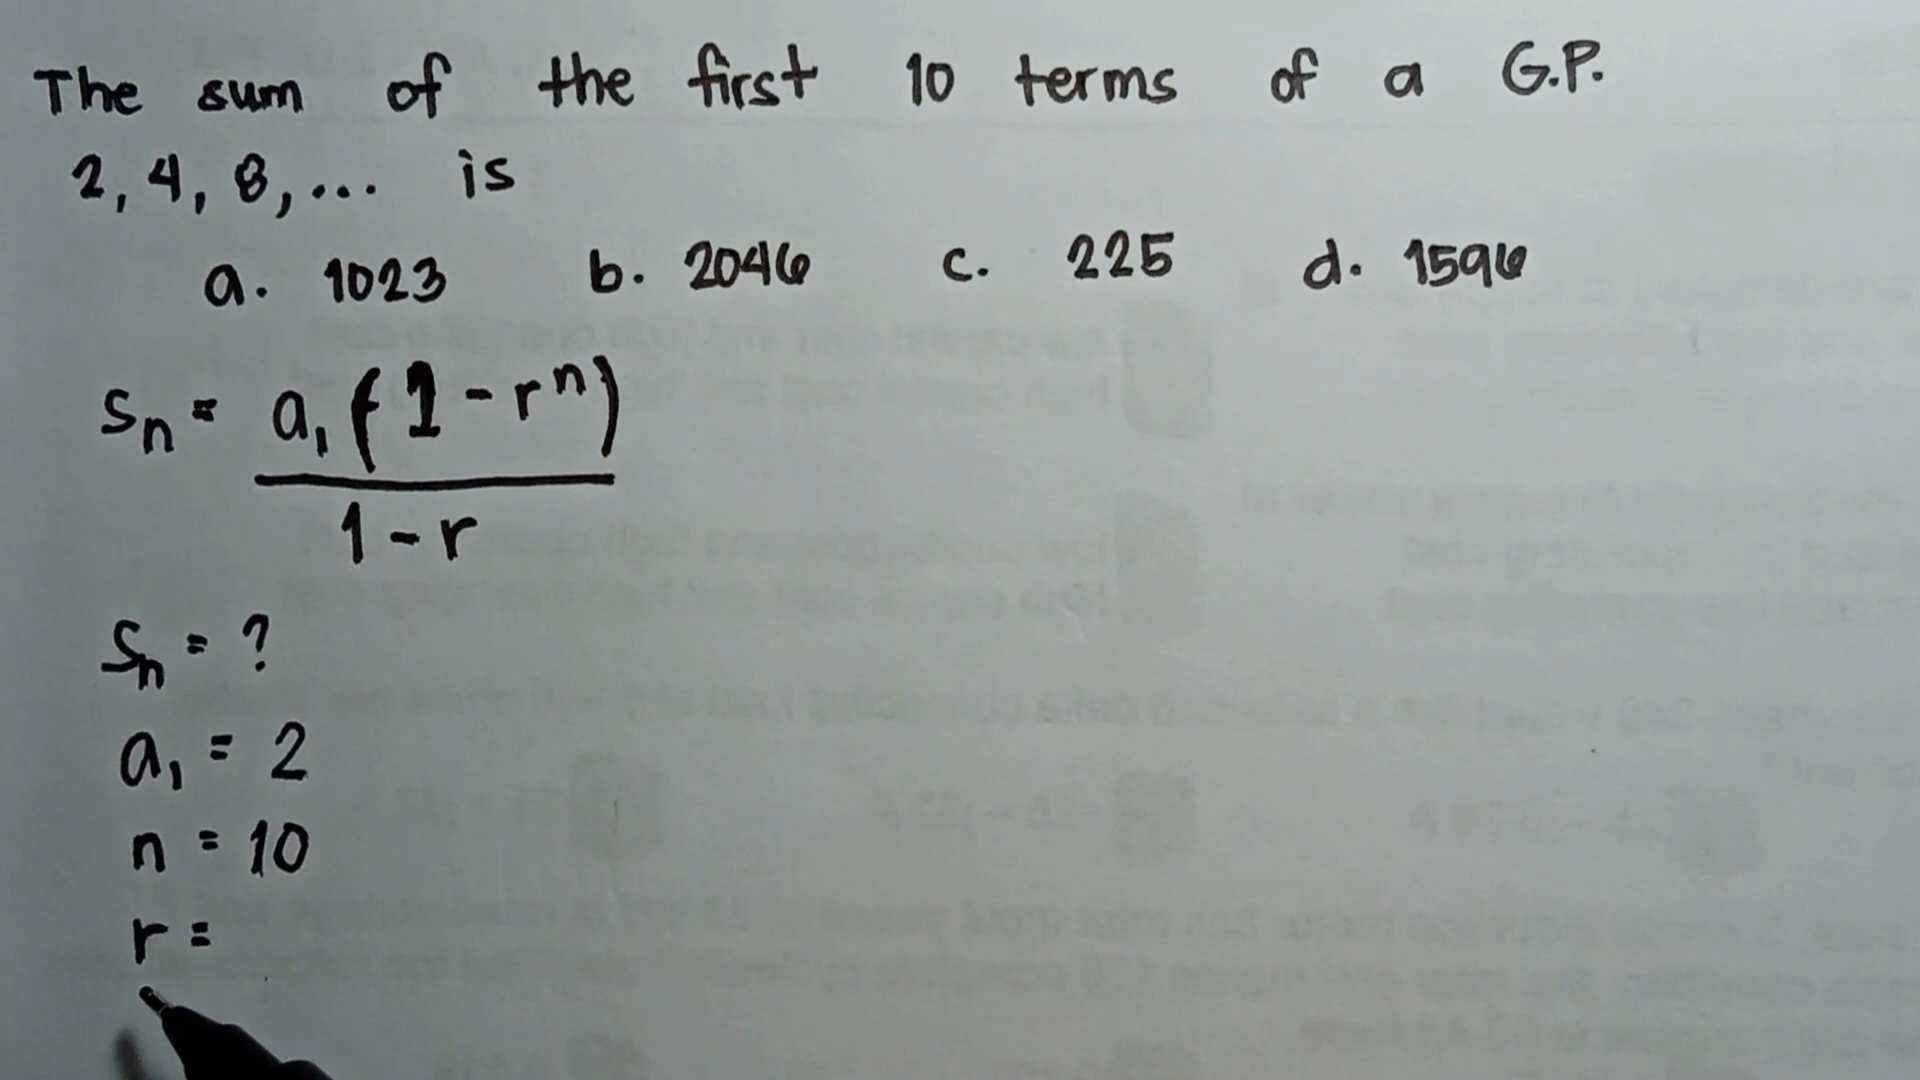 The sum of the first 10 terms of a G.P.
2, 4, 8, ... is
a. 1023 b. 2046 c. 225 d. 1596
Sn = a₁(1-rⁿ)
1-r
Sn = ?
a₁ = 2
n = 10
r =